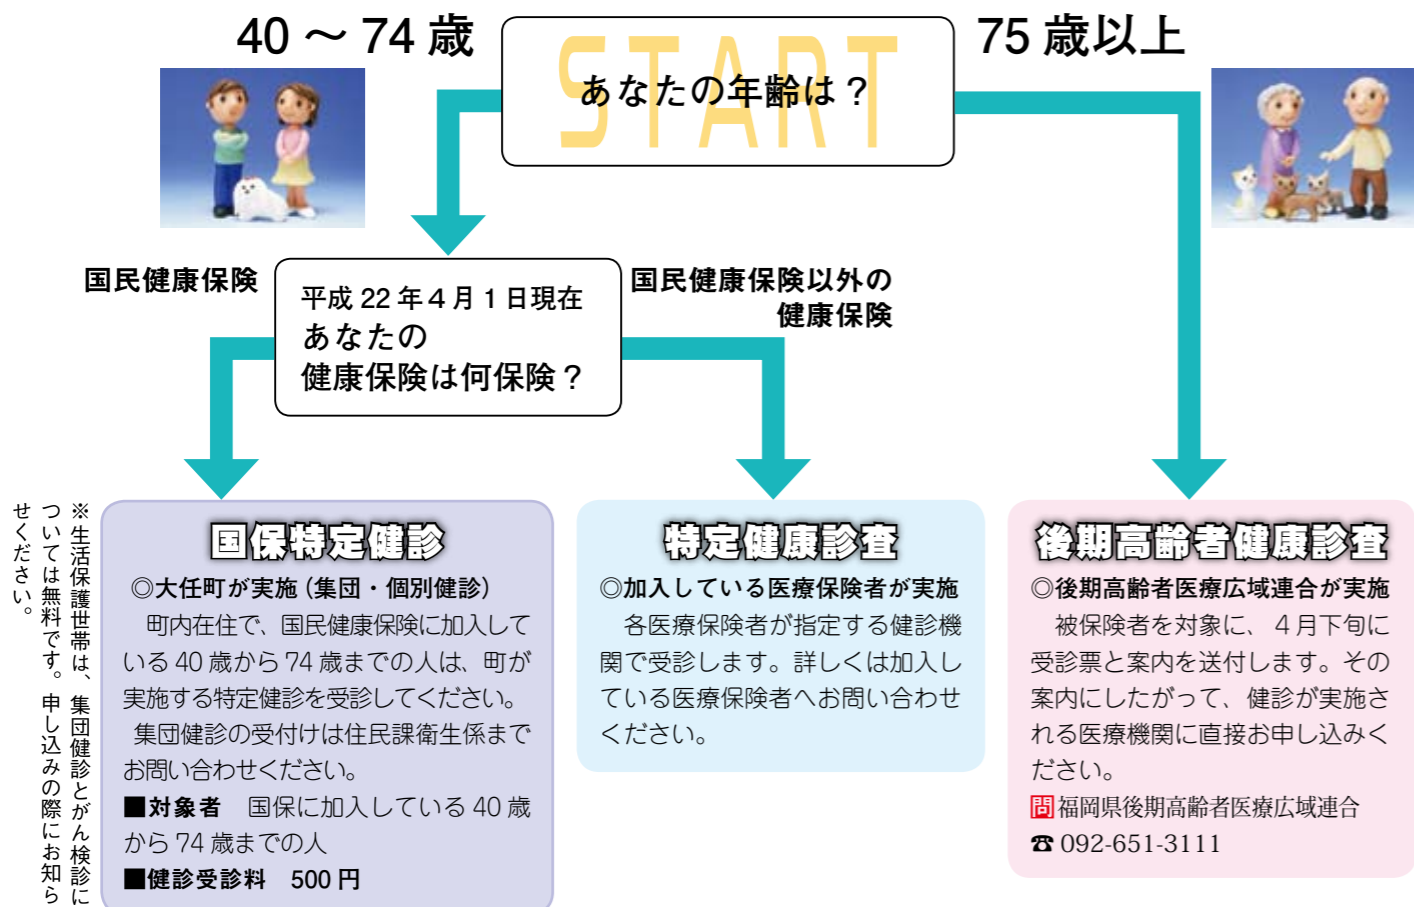 40 ～ 74 歳
START
あなたの年齢は？
75 歳以上
国民健康保険
平成 22 年４月１日現在
あなたの
健康保険は何保険？
国民健康保険以外の
健康保険
国保特定健診
◎大任町が実施（集団・個別健診）
町内在住で、国民健康保険に加入して
いる 40 歳から 74 歳までの人は、町が
実施する特定健診を受診してください。
集団健診の受付けは住民課衛生係まで
お問い合わせください。
■対象者　国保に加入している 40 歳
から 74 歳までの人
■健診受診料　500 円
特定健康診査
◎加入している医療保険者が実施
各医療保険者が指定する健診機
関で受診します。詳しくは加入し
ている医療保険者へお問い合わせ
ください。
後期高齢者健康診査
◎後期高齢者医療広域連合が実施
被保険者を対象に、４月下旬に
受診票と案内を送付します。その
案内にしたがって、健診が実施さ
れる医療機関に直接お申し込みく
ださい。
問福岡県後期高齢者医療広域連合
☎ 092-651-3111
※生活保護世帯は、集団健診とがん検診に
ついては無料です。申し込みの際にお知ら
せください。